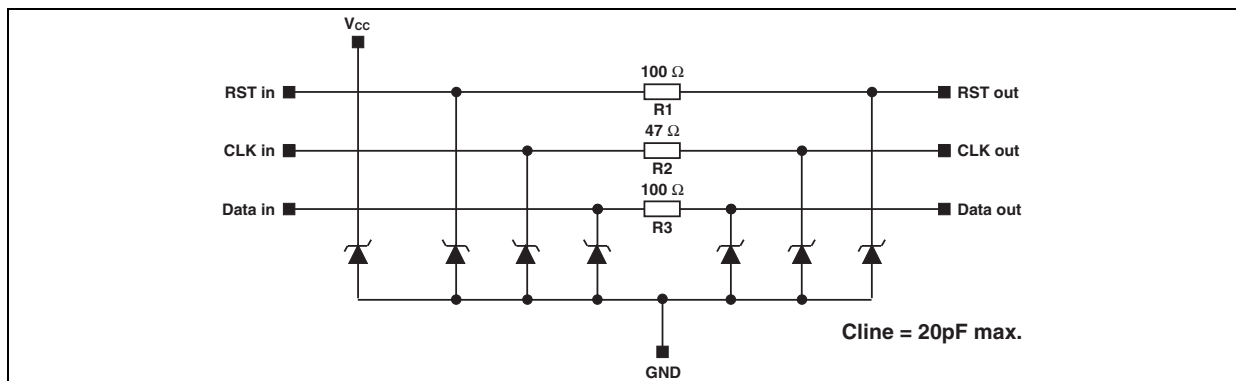 VCC
100 Ω
RST in
RST out
R1
47 Ω
CLK in
CLK out
R2
100 Ω
Data in
Data out
R3
Cline = 20pF max.
GND